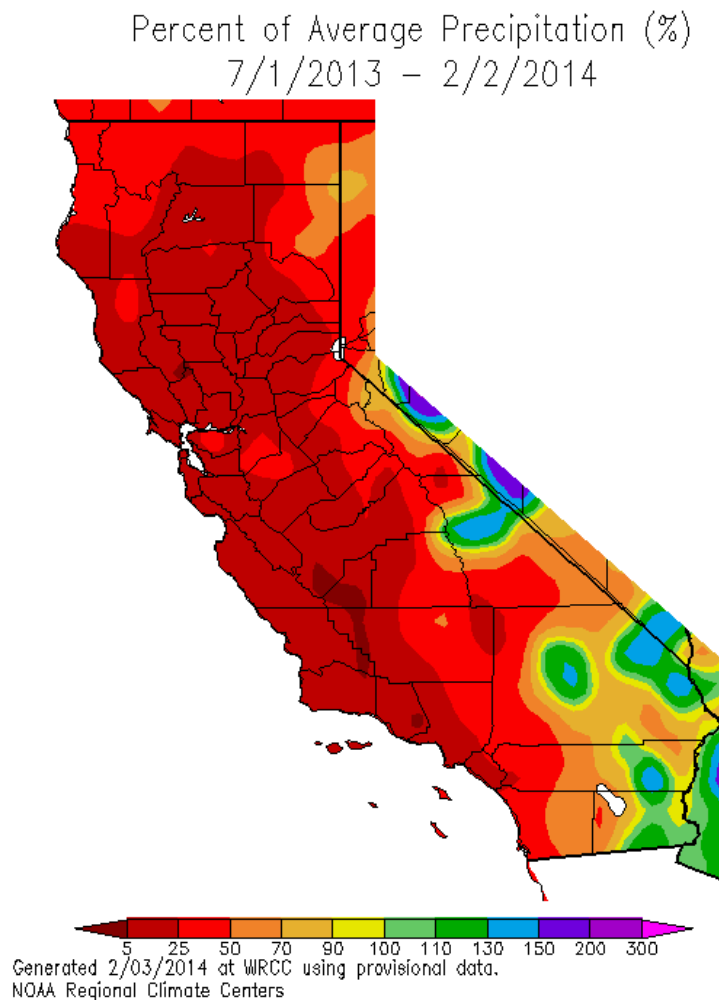 Percent of Average Precipitation (%)
7/1/2013 – 2/2/2014
5 25 50 70 90 100 110 130 150 200 300
Generated 2/03/2014 at WRCC using provisional data.
NOAA Regional Climate Centers